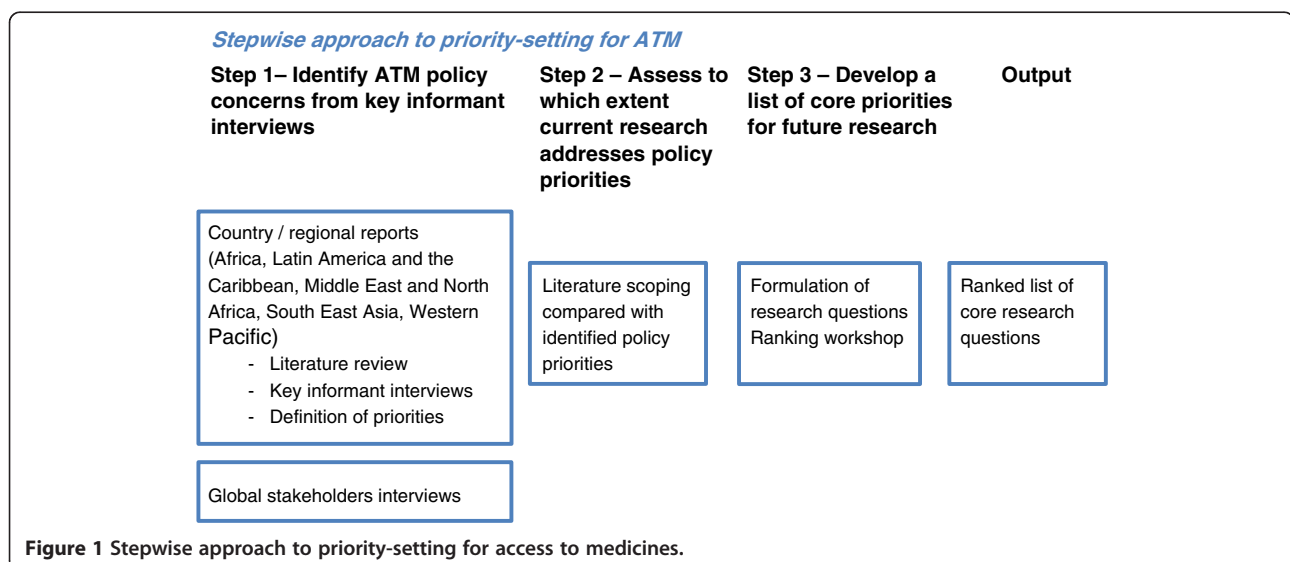 Stepwise approach to priority-setting for ATM
Step 1– Identify ATM policy
concerns from key informant
interviews
Step 2 – Assess to
which extent
current research
addresses policy
priorities
Step 3 – Develop a
list of core priorities
for future research
Output
Country / regional reports
(Africa, Latin America and the
Caribbean, Middle East and North
Africa, South East Asia, Western
Pacific)
- Literature review
- Key informant interviews
- Definition of priorities
Global stakeholders interviews
Literature scoping
compared with
identified policy
priorities
Formulation of
research questions
Ranking workshop
Ranked list of
core research
questions
Figure 1 Stepwise approach to priority-setting for access to medicines.